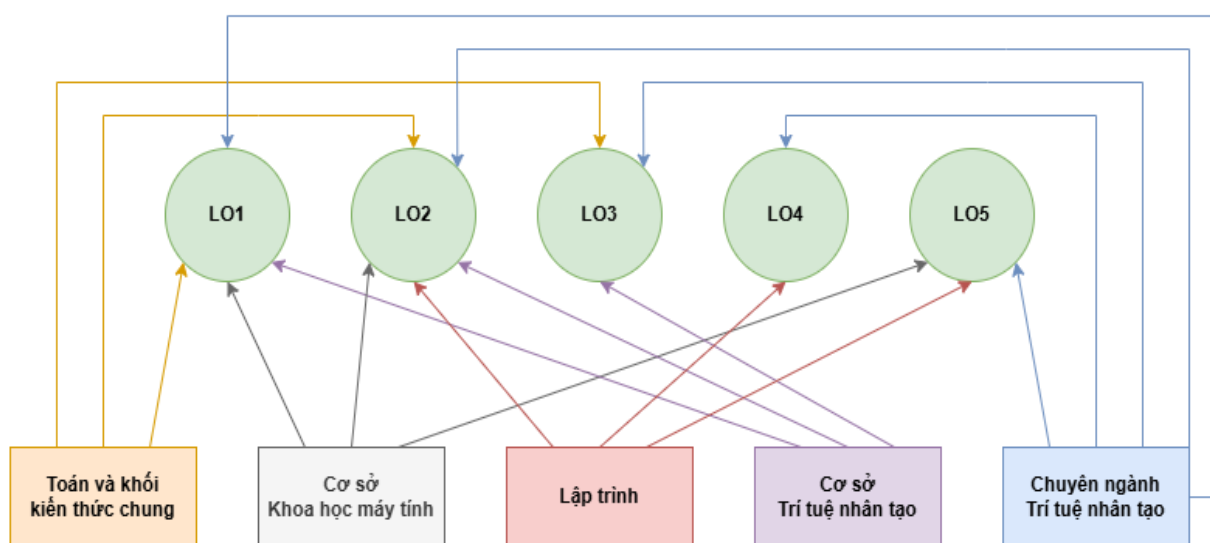 LO1
LO2
LO3
LO4
LO5
Toán và khối
kiến thức chung
Cơ sở
Khoa học máy tính
Lập trình
Cơ sở
Trí tuệ nhân tạo
Chuyên ngành
Trí tuệ nhân tạo